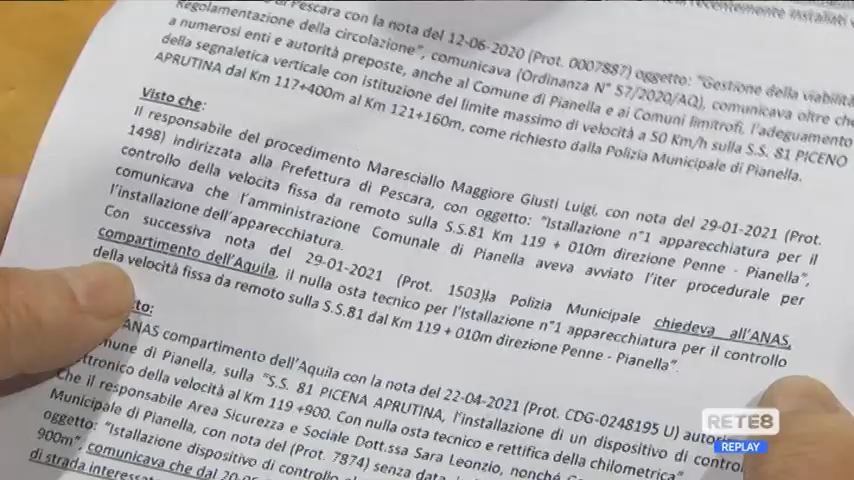 recentemente installati
di Pescara con la nota del 12-06-2020 (Prot. 0007887) oggetto: "Gestione della viabilità
Regolamentazione della circolazione", comunicava (Ordinanza N° 57/2020/AQ), comunicava oltre che
a numerosi enti e autorità preposte, anche al Comune di Pianella e ai Comuni limitrofi, l'adeguamento
della segnaletica verticale con istituzione del limite massimo di velocità a 50 Km/h sulla S.S. 81 PICENO
APRUTINA dal Km 117+400m al Km 121+160m, come richiesto dalla Polizia Municipale di Pianella.
Visto che:
Il responsabile del procedimento Maresciallo Maggiore Giusti Luigi, con nota del 29-01-2021 (Prot.
1498) indirizzata alla Prefettura di Pescara, con oggetto: "Istallazione n°1 apparecchiatura per il
controllo della velocità fissa da remoto sulla S.S.81 Km 119 + 010m direzione Penne - Pianella",
comunicava che l'amministrazione Comunale di Pianella aveva avviato l'iter procedurale per
l'installazione dell'apparecchiatura.
Con successiva nota del 29-01-2021 (Prot. 1503) la Polizia Municipale chiedeva all'ANAS,
compartimento dell'Aquila, il nulla osta tecnico per l'Istallazione n°1 apparecchiatura per il controllo
della velocità fissa da remoto sulla S.S.81 dal Km 119 + 010m direzione Penne - Pianella".
to:
ANAS compartimento dell'Aquila con la nota del 22-04-2021 (Prot. CDG-0248195 U)
mune di Pianella, sulla "S.S. 81 PICENA APRUTINA, l'installazione di un dispositivo di
ttronico della velocità al Km 119 +900. Con nulla osta tecnico e rettifica della chilometrica"
Che il responsabile Area Sicurezza e Sociale Dott.ssa Sara Leonzio, nonché
Municipale di Pianella, con nota del (Prot. 7874) senza data
oggetto: "Istallazione dispositivo di controllo
900m" comunicava che dal
di strada
RETE8
REPLAY